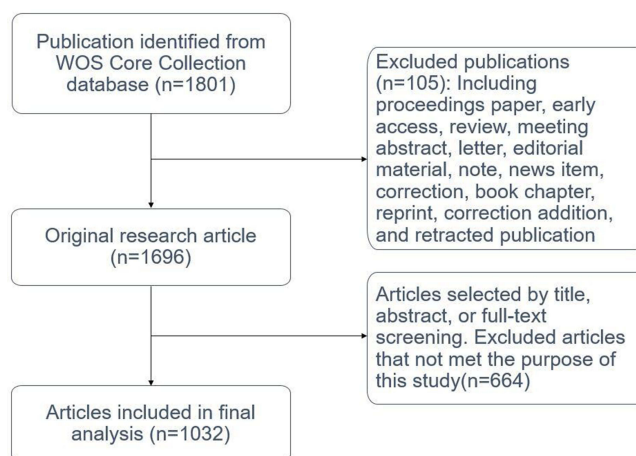 Publication identified from
WOS Core Collection
database (n=1801)
Excluded publications
(n=105): Including
proceedings paper, early
access, review, meeting
abstract, letter, editorial
material, note, news item,
correction, book chapter,
reprint, correction addition,
and retracted publication
Original research article
(n=1696)
Articles selected by title,
abstract, or full-text
screening. Excluded articles
that not met the purpose of
this study(n=664)
Articles included in final
analysis (n=1032)